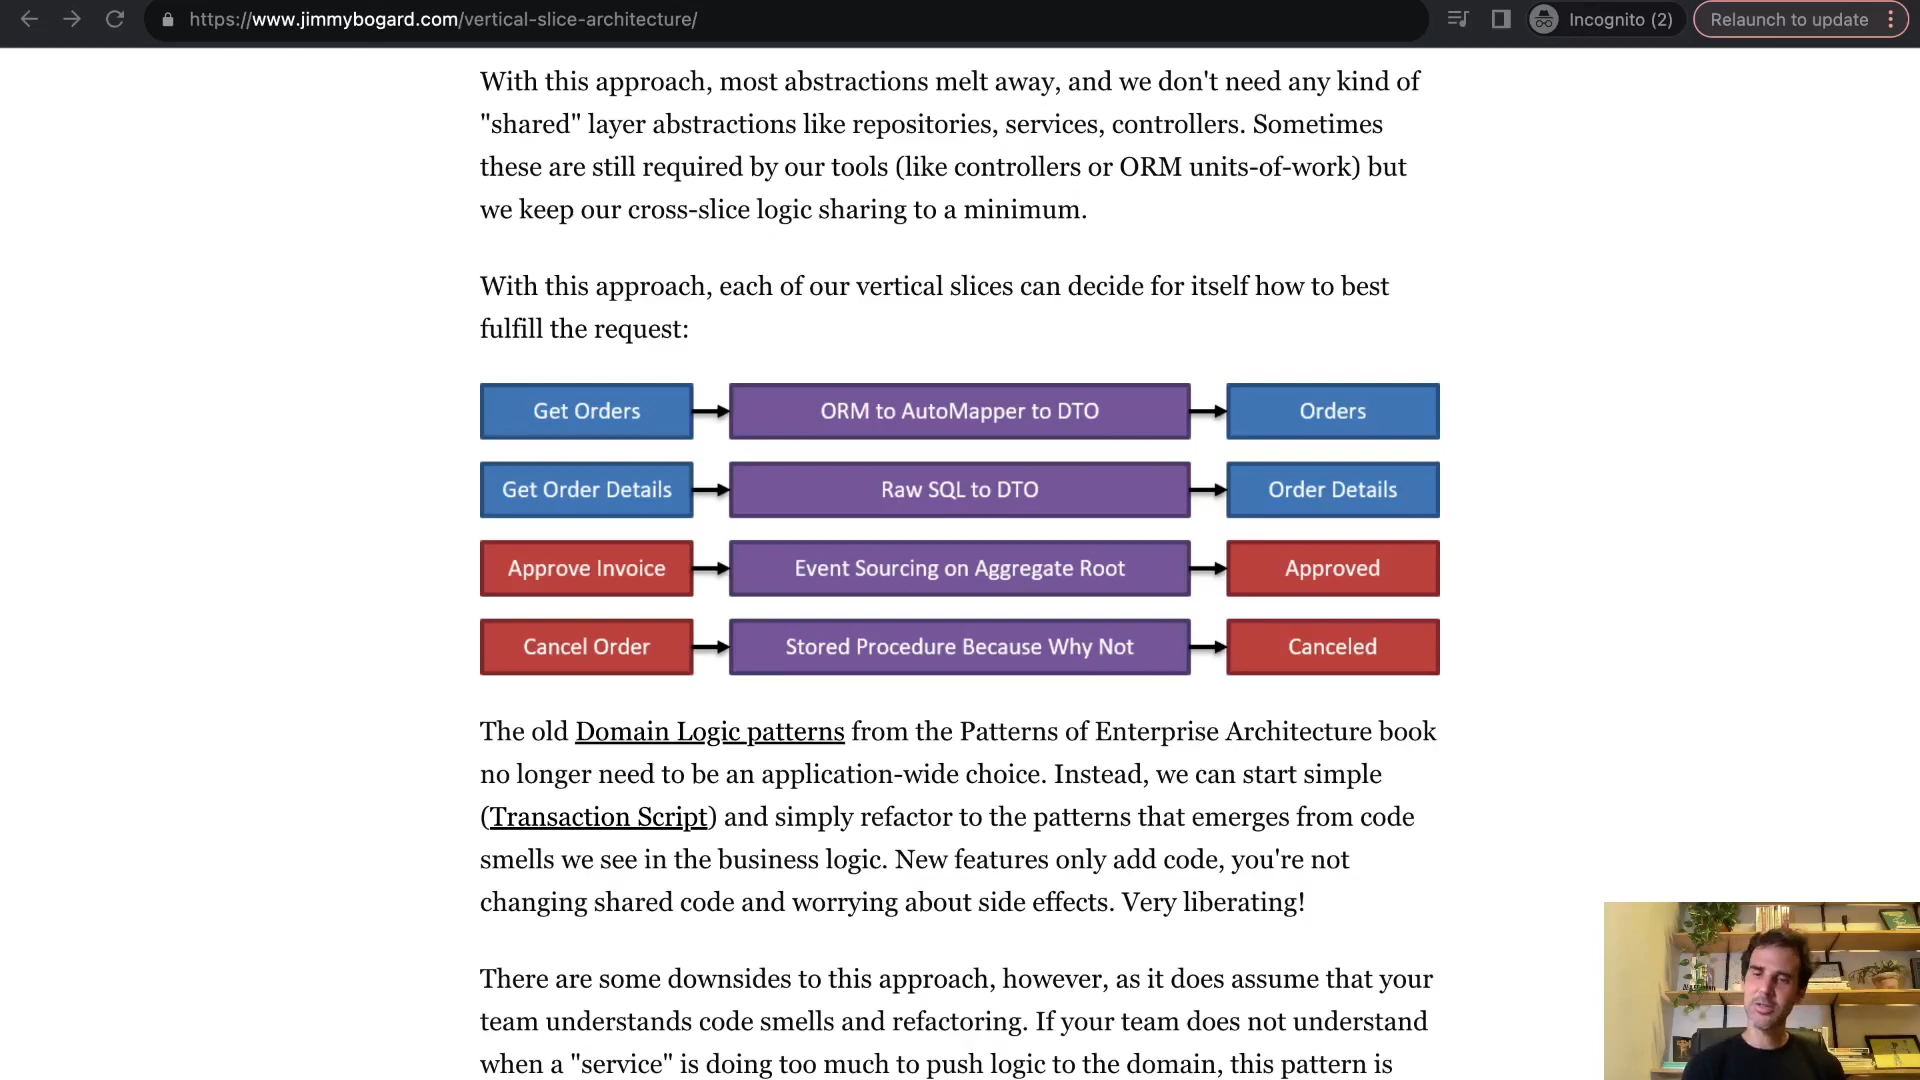 https://www.jimmybogard.com/vertical-slice-architecture/
Incognito (2)
Relaunch to update
With this approach, most abstractions melt away, and we don't need any kind of
"shared" layer abstractions like repositories, services, controllers. Sometimes
these are still required by our tools (like controllers or ORM units-of-work) but
we keep our cross-slice logic sharing to a minimum.
With this approach, each of our vertical slices can decide for itself how to best
fulfill the request:
Get Orders
ORM to AutoMapper to DTO
Orders
Get Order Details
Raw SQL to DTO
Order Details
Approve Invoice
Event Sourcing on Aggregate Root
Approved
Cancel Order
Stored Procedure Because Why Not
Canceled
The old Domain Logic patterns from the Patterns of Enterprise Architecture book
no longer need to be an application-wide choice. Instead, we can start simple
(Transaction Script) and simply refactor to the patterns that emerges from code
smells we see in the business logic. New features only add code, you're not
changing shared code and worrying about side effects. Very liberating!
There are some downsides to this approach, however, as it does assume that your
team understands code smells and refactoring. If your team does not understand
when a "service" is doing too much to push logic to the domain, this pattern is